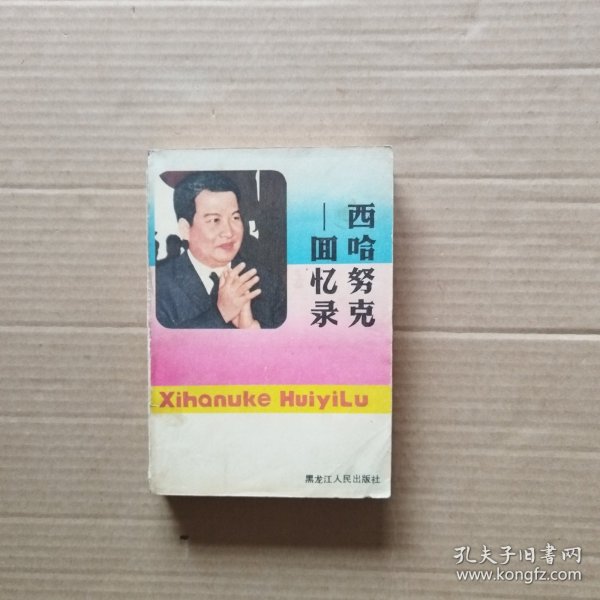 西哈努克
—回忆录
Xihanuke HuiyiLu
黑龙江人民出版社
孔夫子旧書网
www.kongfz.com